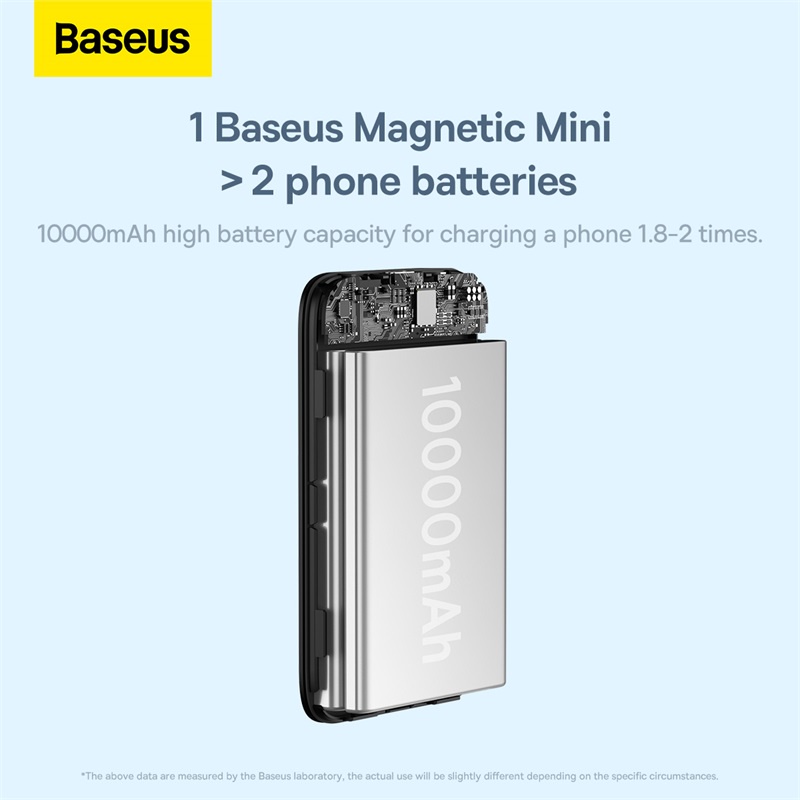 Baseus
1 Baseus Magnetic Mini
> 2 phone batteries
10000mAh high battery capacity for charging a phone 1.8-2 times.
10000mAh
*The above data are measured by the Baseus laboratory, the actual use will be slightly different depending on the specific circumstances.